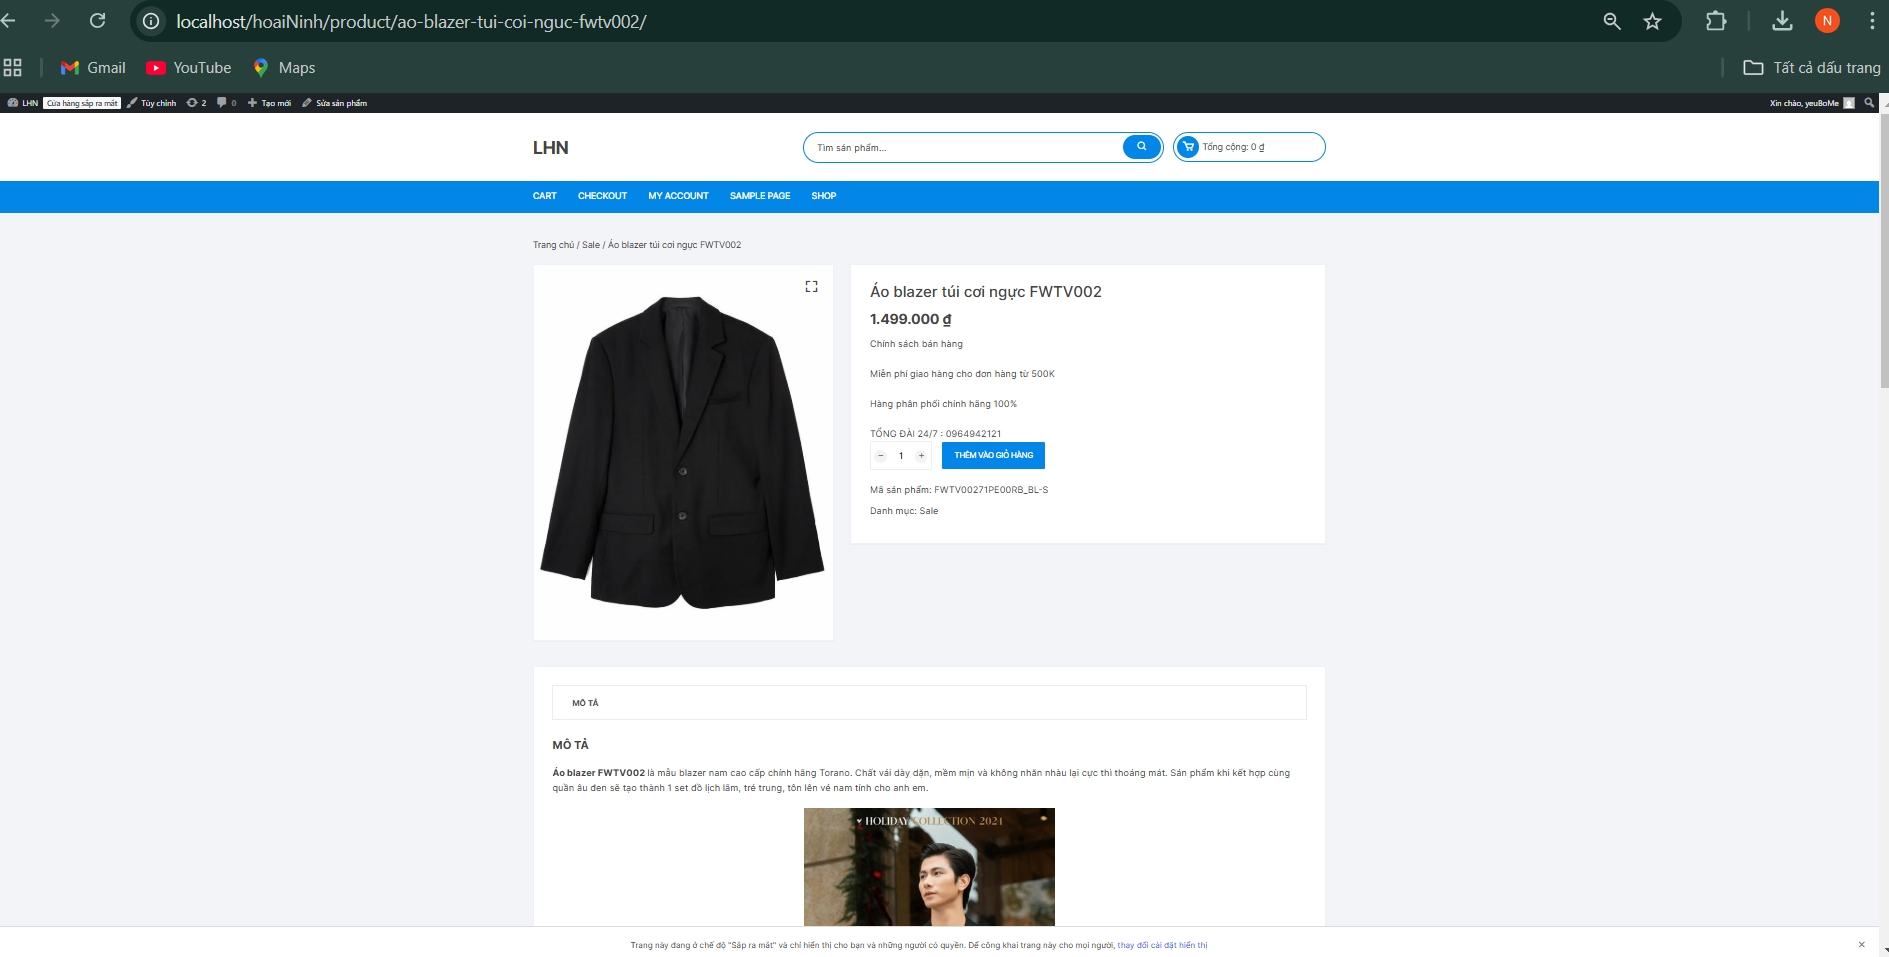 localhost/hoaiNinh/product/ao-blazer-tui-coi-nguc-fwtv002/
N
Gmail
YouTube
Maps
Tất cả dấu trang
LHN
Cửa hàng sắp ra mắt
Tùy chỉnh
2
0
Tạo mới
Sửa sản phẩm
Xin chào, yeuBoMe
LHN
Tìm sản phẩm...
Tổng cộng: 0 ₫
CART
CHECKOUT
MY ACCOUNT
SAMPLE PAGE
SHOP
Trang chủ / Sale / Áo blazer túi cơi ngực FWTV002
Áo blazer túi cơi ngực FWTV002
1.499.000 ₫
Chính sách bán hàng
Miễn phí giao hàng cho đơn hàng từ 500K
Hàng phân phối chính hãng 100%
TỔNG ĐÀI 24/7 : 0964942121
− 1 +
THÊM VÀO GIỎ HÀNG
Mã sản phẩm: FWTV00271PE00RB_BL-S
Danh mục: Sale
MÔ TẢ
MÔ TẢ
Áo blazer FWTV002 là mẫu blazer nam cao cấp chính hãng Torano. Chất vải dày dặn, mềm mịn và không nhăn nhàu lại cực thì thoáng mát. Sản phẩm khi kết hợp cùng
quần âu đen sẽ tạo thành 1 set đồ lịch lãm, trẻ trung, tôn lên vẻ nam tính cho anh em.
HOLIDAY COLLECTION 2024
Trang này đang ở chế độ "Sắp ra mắt" và chỉ hiển thị cho bạn và những người có quyền. Để công khai trang này cho mọi người, thay đổi cài đặt hiển thị